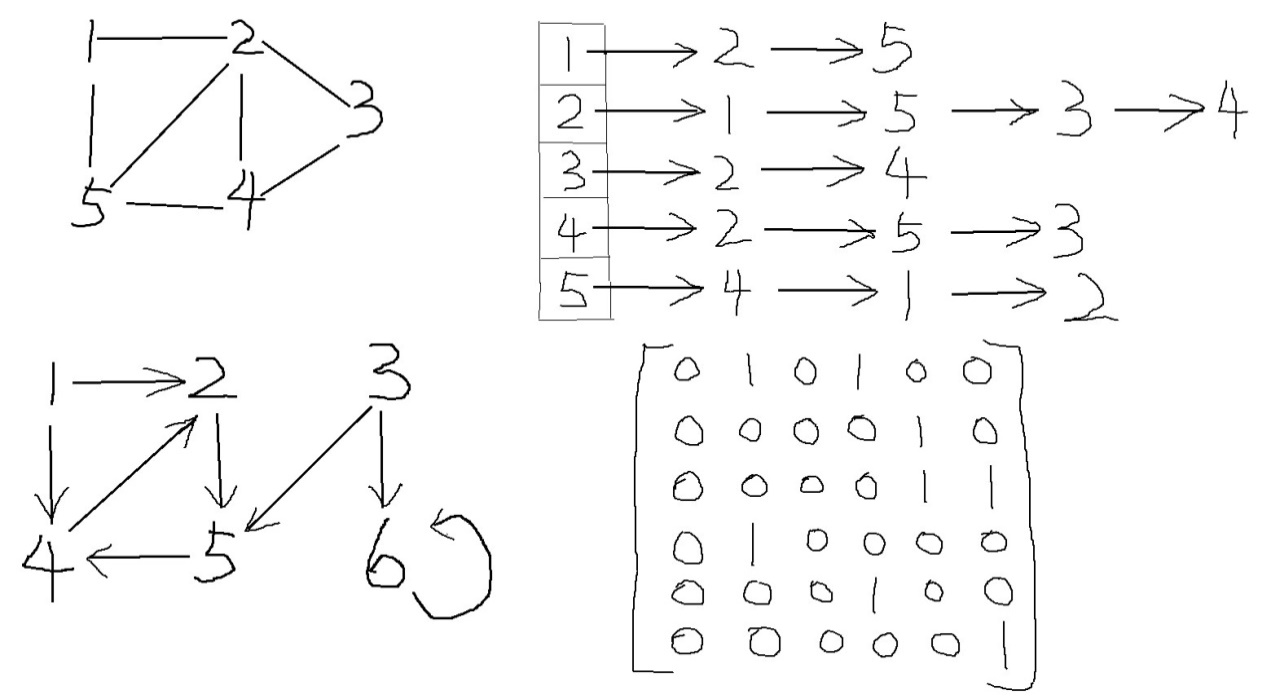 1 2
3
5 4
1 2 5
2 1 5 3 4
3 2 4
4 2 5 3
5 4 1 2
1 2 3
4 5 6
0 1 0 1 0 0
0 0 0 0 1 0
0 0 0 0 1 1
0 1 0 0 0 0
0 0 0 1 0 0
0 0 0 0 0 1